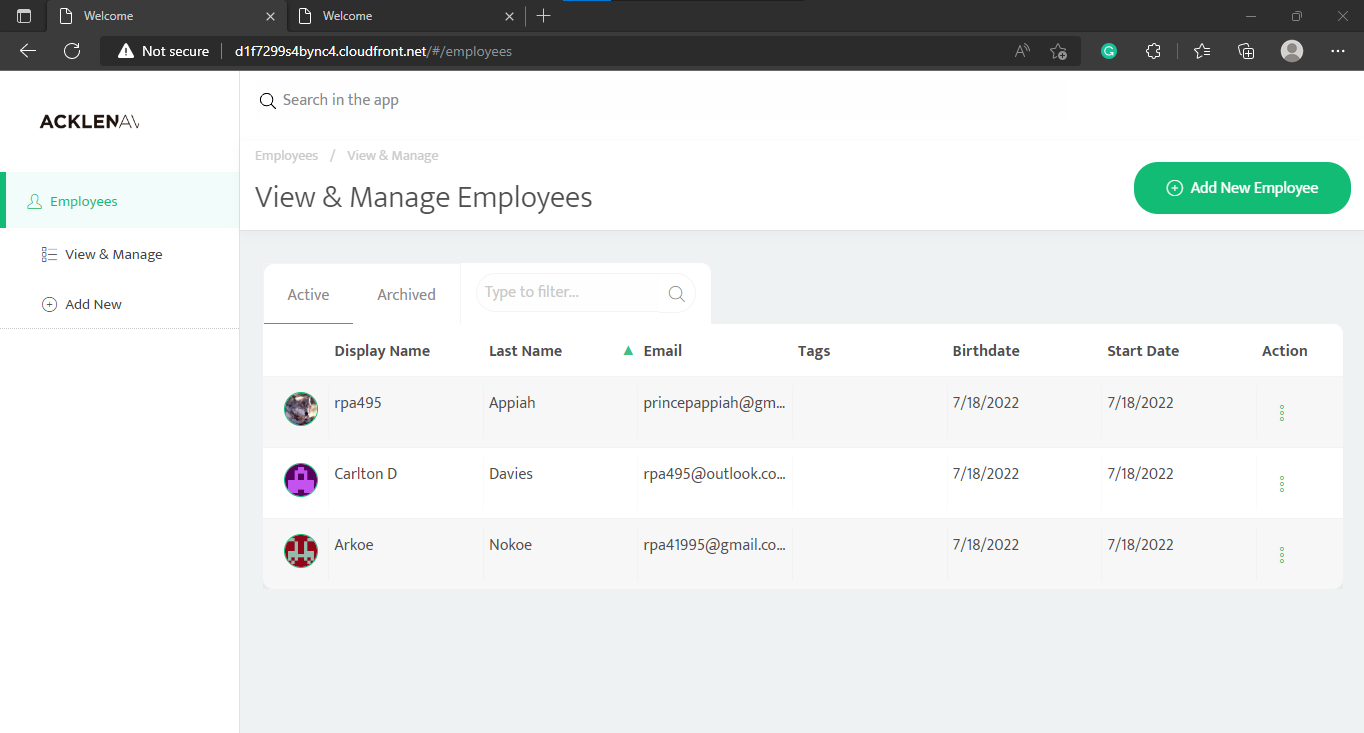 Welcome
Welcome
Not secure d1f7299s4bync4.cloudfront.net/#/employees
ACKLENAV
Search in the app
Employees / View & Manage
View & Manage Employees
Add New Employee
Employees
View & Manage
Add New
Active Archived Type to filter...
Display Name Last Name Email Tags Birthdate Start Date Action
rpa495 Appiah princepappiah@gm... 7/18/2022 7/18/2022
Carlton D Davies rpa495@outlook.co... 7/18/2022 7/18/2022
Arkoe Nokoe rpa41995@gmail.co... 7/18/2022 7/18/2022